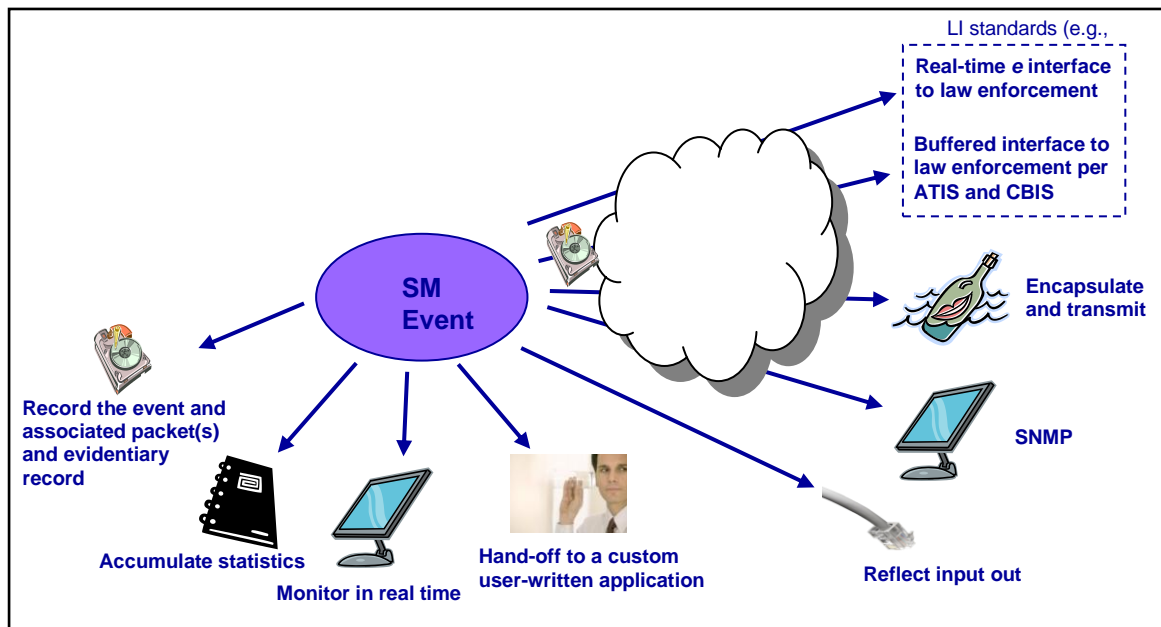 LI standards (e.g.,
Real-time e interface
to law enforcement
Buffered interface to
law enforcement per
ATIS and CBIS
SM
Event
Encapsulate
and transmit
Record the event and
associated packet(s)
and evidentiary
record
SNMP
Accumulate statistics
Monitor in real time
Hand-off to a custom
user-written application
Reflect input out